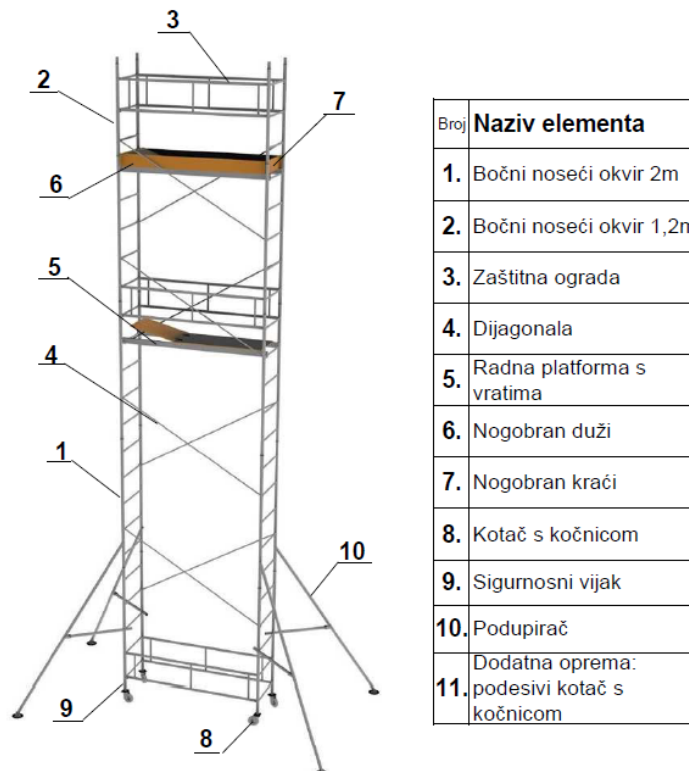 3
2
7
6
5
4
1
10
9
8
Broj Naziv elementa
1. Bočni noseći okvir 2m
2. Bočni noseći okvir 1,2m
3. Zaštitna ograda
4. Dijagonala
5. Radna platforma s
vratima
6. Nogobran duži
7. Nogobran kraći
8. Kotač s kočnicom
9. Sigurnosni vijak
10. Podupirač
11. Dodatna oprema:
podesivi kotač s
kočnicom